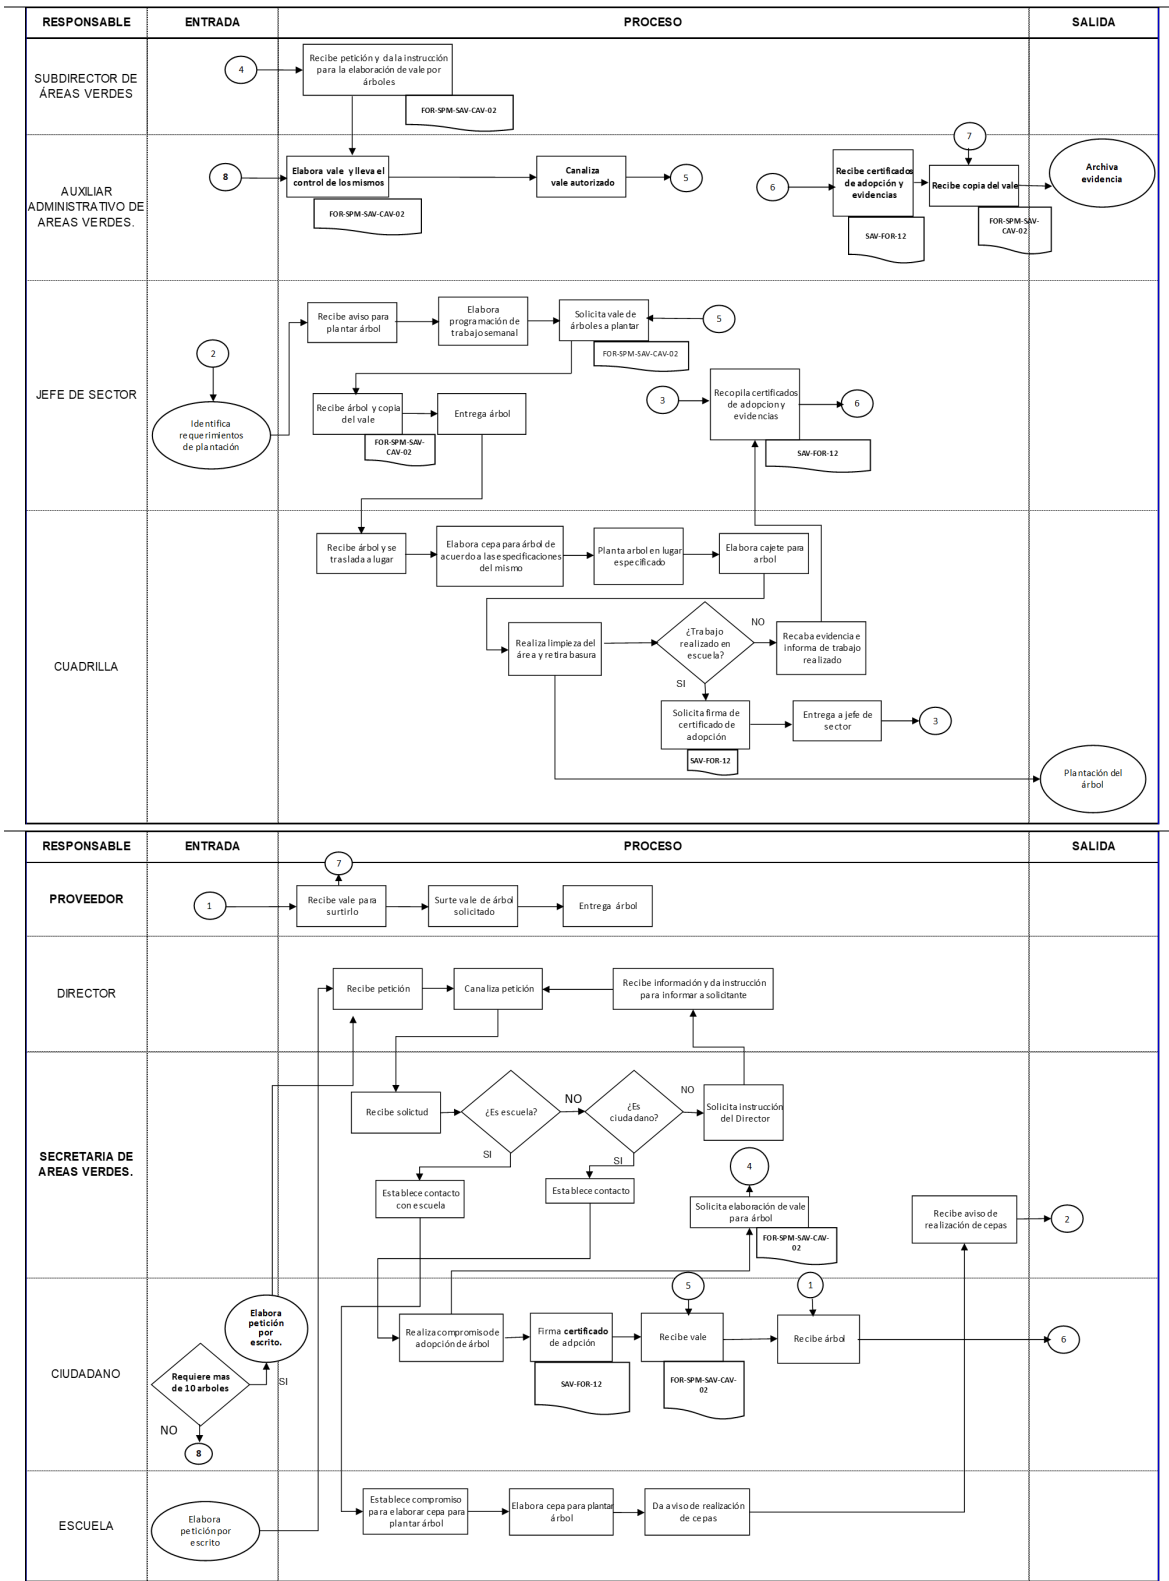 RESPONSABLE
ENTRADA
PROCESO
SALIDA
SUBDIRECTOR DE
ÁREAS VERDES
4
Recibe petición y da la instrucción
para la elaboración de vale por
árboles
FOR-SPM-SAV-CAV-02
AUXILIAR
ADMINISTRATIVO DE
AREAS VERDES.
8
Elabora vale y lleva el
control de los mismos
FOR-SPM-SAV-CAV-02
Canaliza
vale autorizado
5
6
Recibe certificados
de adopción y
evidencias
SAV-FOR-12
7
Recibe copia del vale
FOR-SPM-SAV-
CAV-02
Archiva
evidencia
JEFE DE SECTOR
2
Identifica
requerimientos
de plantación
Recibe aviso para
plantar árbol
Elabora
programación de
trabajo semanal
Solicita vale de
árboles a plantar
FOR-SPM-SAV-CAV-02
5
Recibe árbol y copia
del vale
FOR-SPM-SAV-
CAV-02
Entrega árbol
3
Recopila certificados
de adopcion y
evidencias
SAV-FOR-12
6
CUADRILLA
Recibe árbol y se
traslada a lugar
Elabora cepa para árbol de
acuerdo a las especificaciones
del mismo
Planta arbol en lugar
especificado
Elabora cajete para
arbol
Realiza limpieza del
área y retira basura
¿Trabajo
realizado en
escuela?
NO
SI
Recaba evidencia e
informa de trabajo
realizado
Solicita firma de
certificado de
adopción
SAV-FOR-12
Entrega a jefe de
sector
3
Plantación del
árbol
RESPONSABLE
ENTRADA
PROCESO
SALIDA
PROVEEDOR
1
7
Recibe vale para
surtirlo
Surte vale de árbol
solicitado
Entrega árbol
DIRECTOR
Recibe petición
Canaliza petición
Recibe información y da instrucción
para informar a solicitante
SECRETARIA DE
AREAS VERDES.
Recibe solictud
¿Es escuela?
NO
SI
¿Es
ciudadano?
NO
SI
Solicita instrucción
del Director
Establece contacto
con escuela
Establece contacto
4
Solicita elaboración de vale
para árbol
FOR-SPM-SAV-CAV-
02
Recibe aviso de
realización de cepas
2
CIUDADANO
Requiere mas
de 10 arboles
SI
NO
8
Elabora
petición
por
escrito.
Realiza compromiso de
adopción de árbol
Firma certificado
de adpción
SAV-FOR-12
5
Recibe vale
FOR-SPM-SAV-CAV-
02
1
Recibe árbol
6
ESCUELA
Elabora
petición por
escrito
Establece compromiso
para elaborar cepa para
plantar árbol
Elabora cepa para plantar
árbol
Da aviso de realización
de cepas